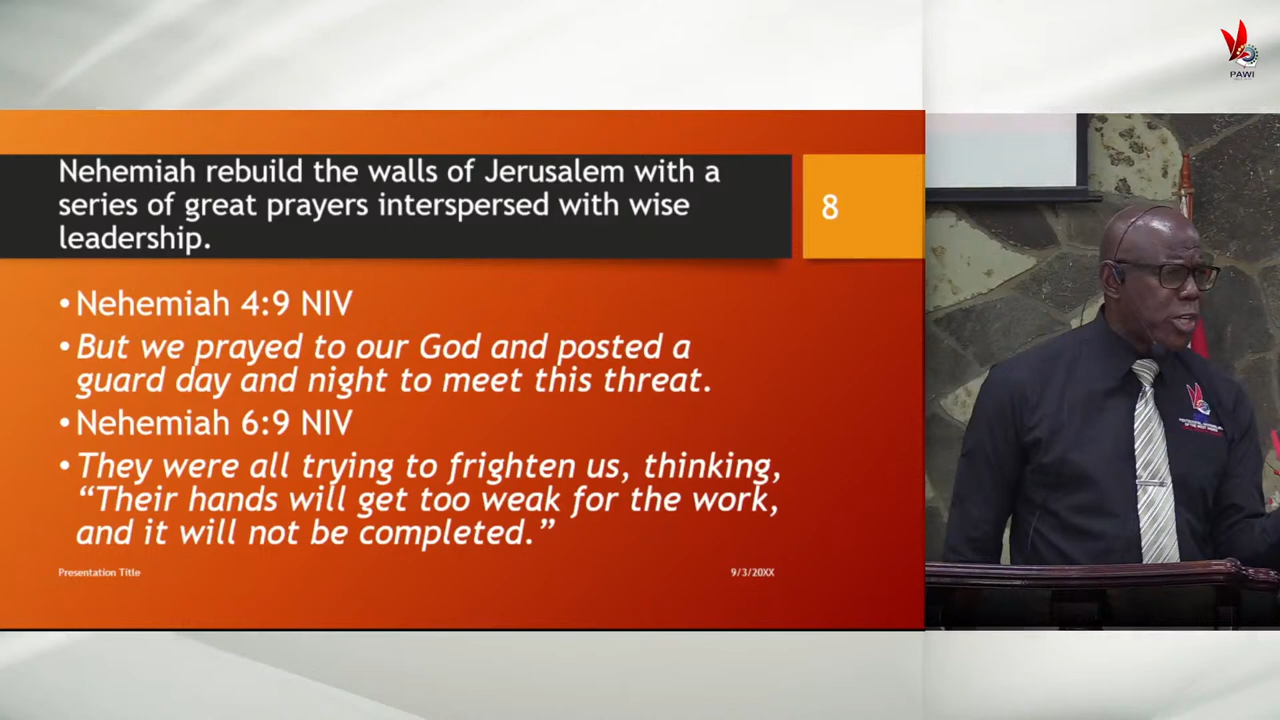 PAWI
Nehemiah rebuild the walls of Jerusalem with a
series of great prayers interspersed with wise
leadership.
8
• Nehemiah 4:9 NIV
• But we prayed to our God and posted a
guard day and night to meet this threat.
• Nehemiah 6:9 NIV
• They were all trying to frighten us, thinking,
“Their hands will get too weak for the work,
and it will not be completed.”
Presentation Title
9/3/20XX